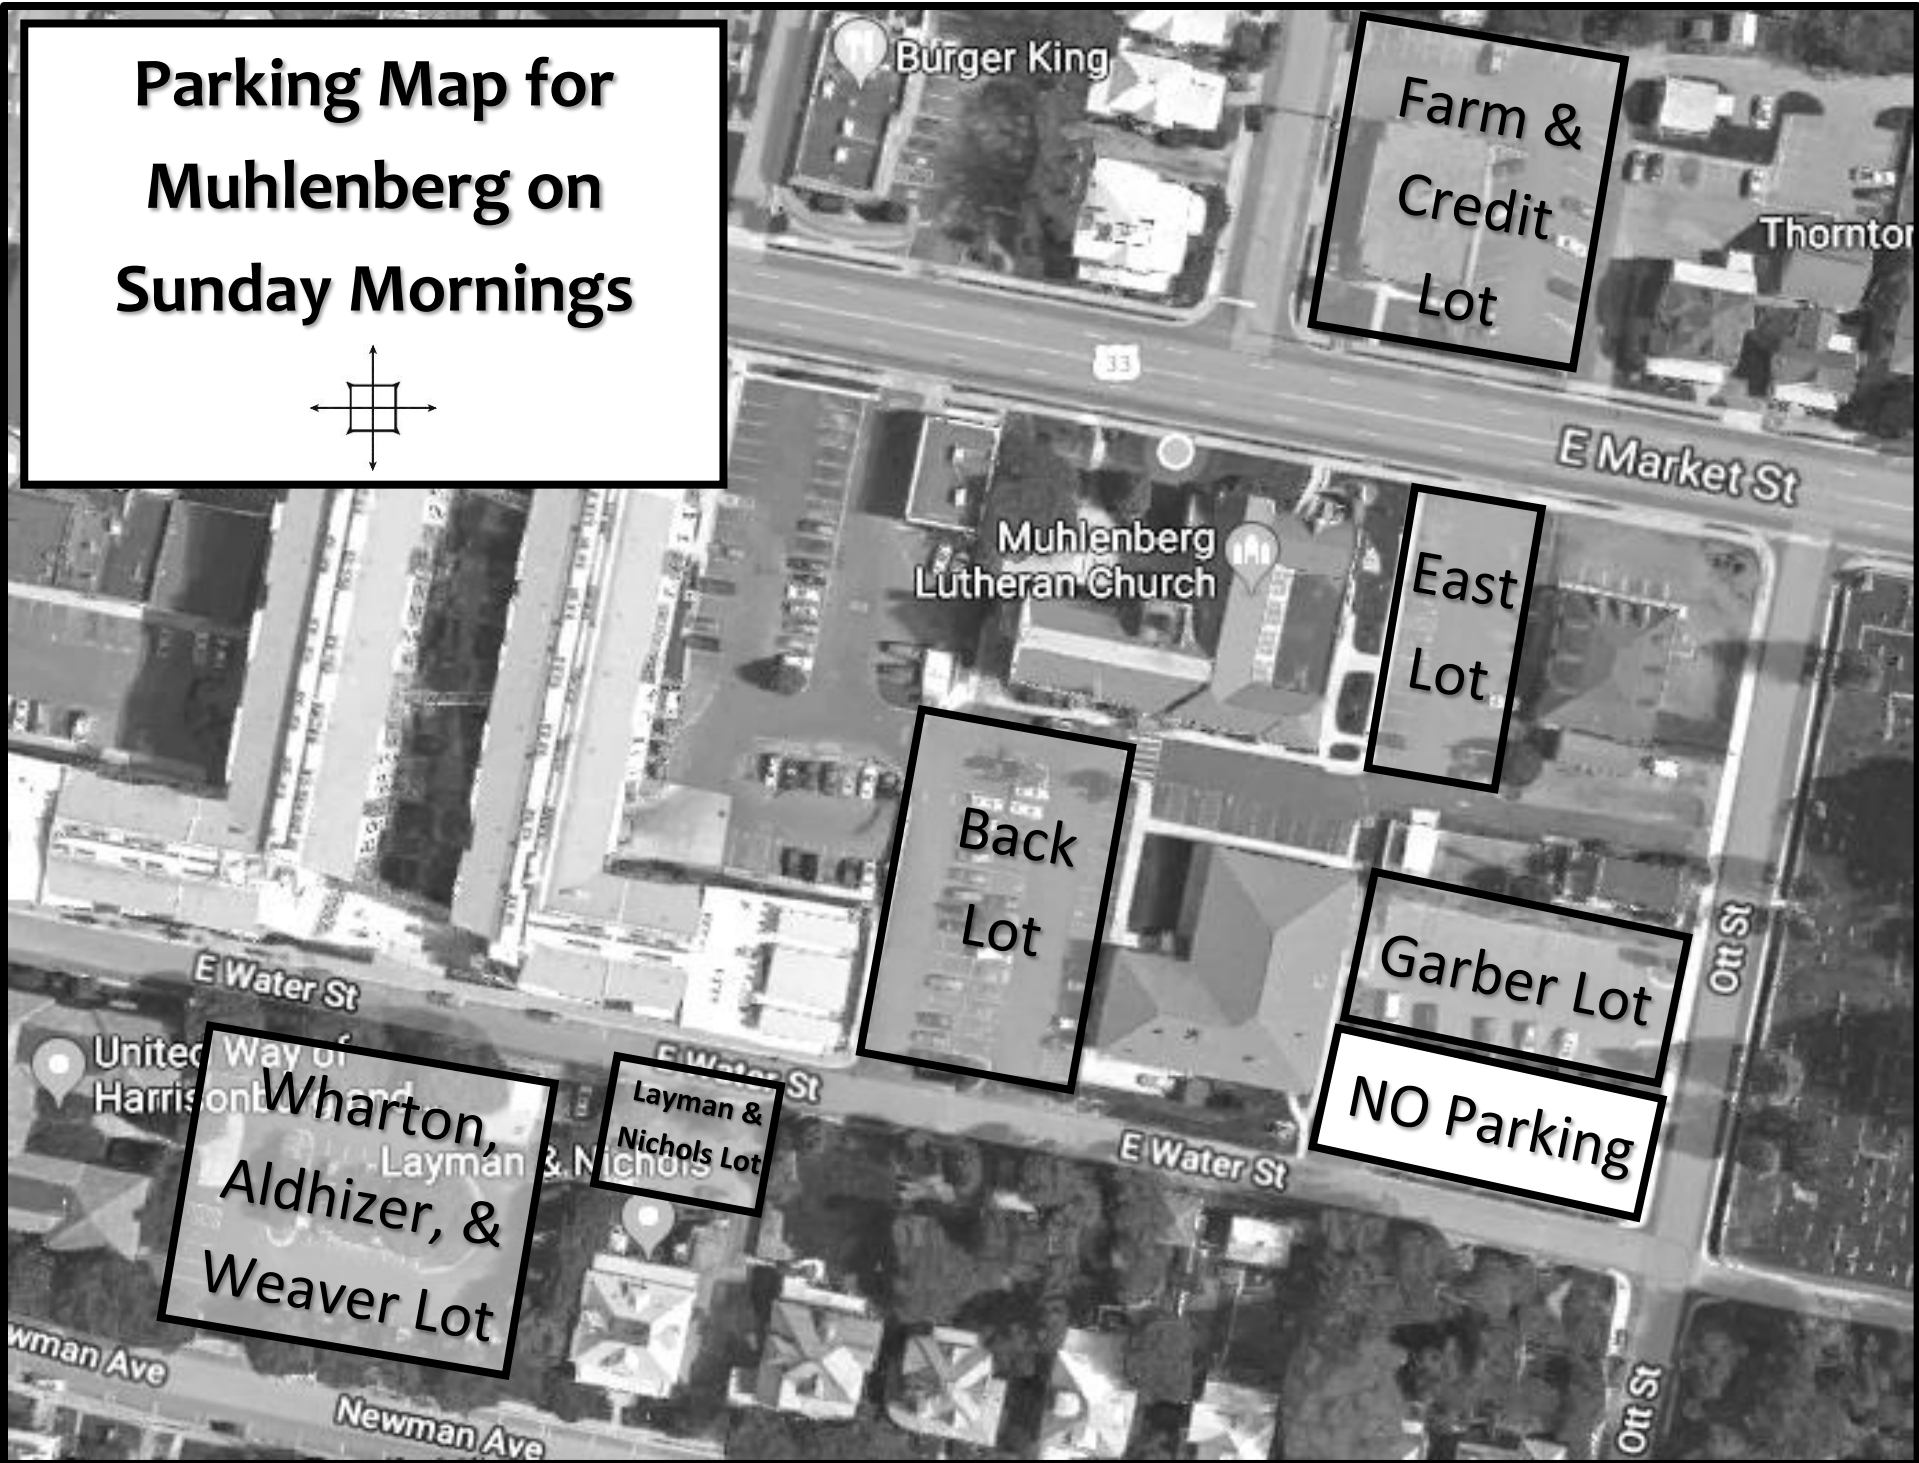 Parking Map for
Muhlenberg on
Sunday Mornings
Burger King
Farm &
Credit
Lot
Thornton
33
E Market St
Muhlenberg
Lutheran Church
East
Lot
Back
Lot
Garber Lot
NO Parking
Ott St
E Water St
United Way of
Wharton,
Aldhizer, &
Weaver Lot
E Water St
Layman &
Nichols Lot
Layman & Nichols
E Water St
wman Ave
Newman Ave
Ott St